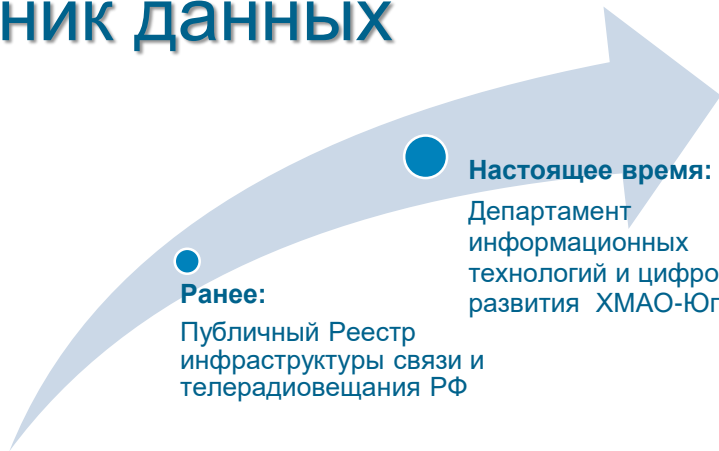 ник данных
Настоящее время:
Департамент
информационных
технологий и цифро
развития ХМАО-Юг
Ранее:
Публичный Реестр
инфраструктуры связи и
телерадиовещания РФ